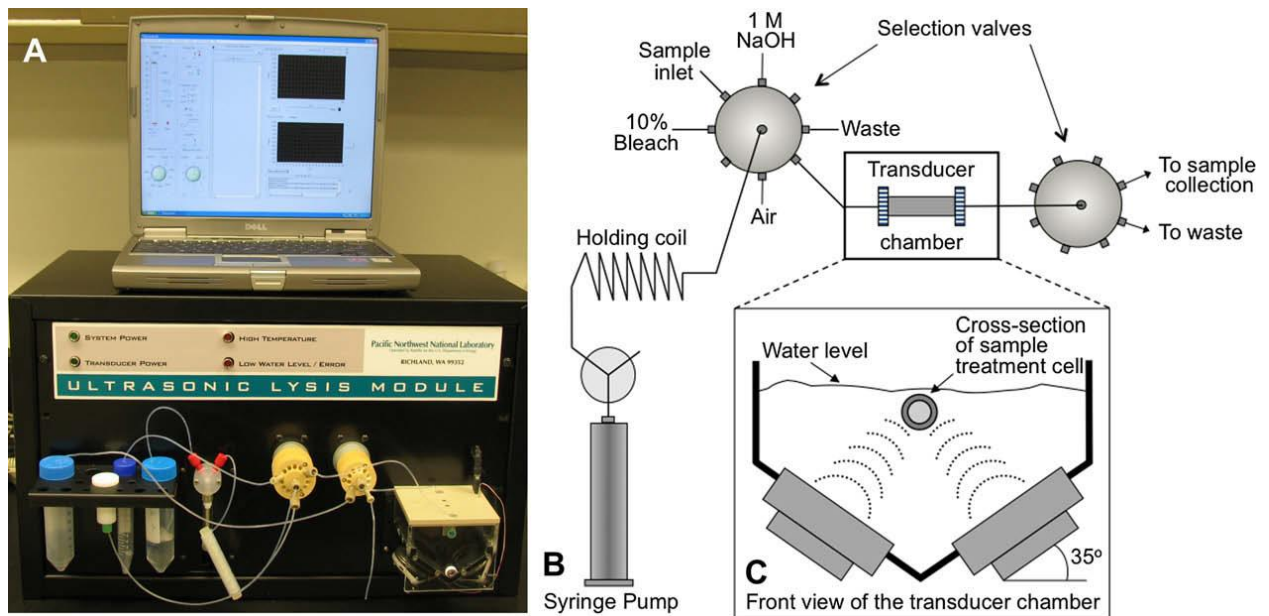 A
DELL
SYSTEM POWER
HIGH TEMPERATURE
TRANSDUCER POWER
LOW WATER LEVEL / ERROR
Pacific Northwest National Laboratory
RICHLAND, WA 99352
ULTRASONIC LYSIS MODULE
B
1 M
NaOH
Selection valves
Sample
inlet
10%
Bleach
Waste
Air
Transducer
chamber
To sample
collection
To waste
Holding coil
Syringe Pump
Cross-section
of sample
treatment cell
Water level
35º
C
Front view of the transducer chamber